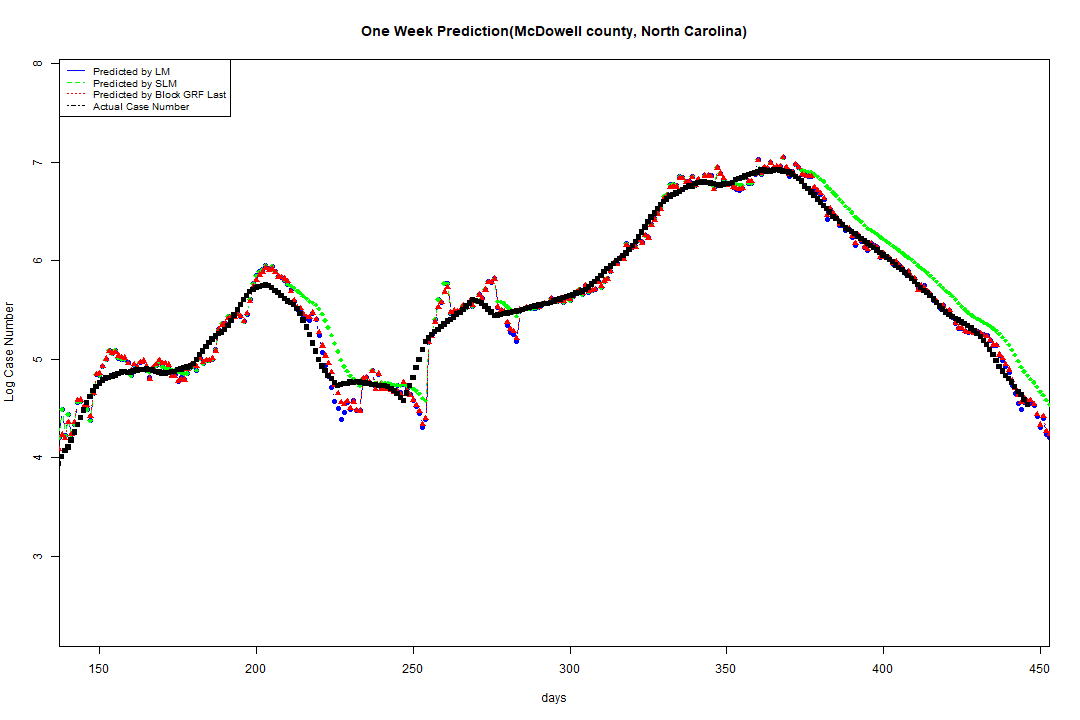 One Week Prediction(McDowell county, North Carolina)
Predicted by LM
Predicted by SLM
Predicted by Block GRF Last
Actual Case Number
8
7
6
5
4
3
Log Case Number
150 200 250 300 350 400 450
days